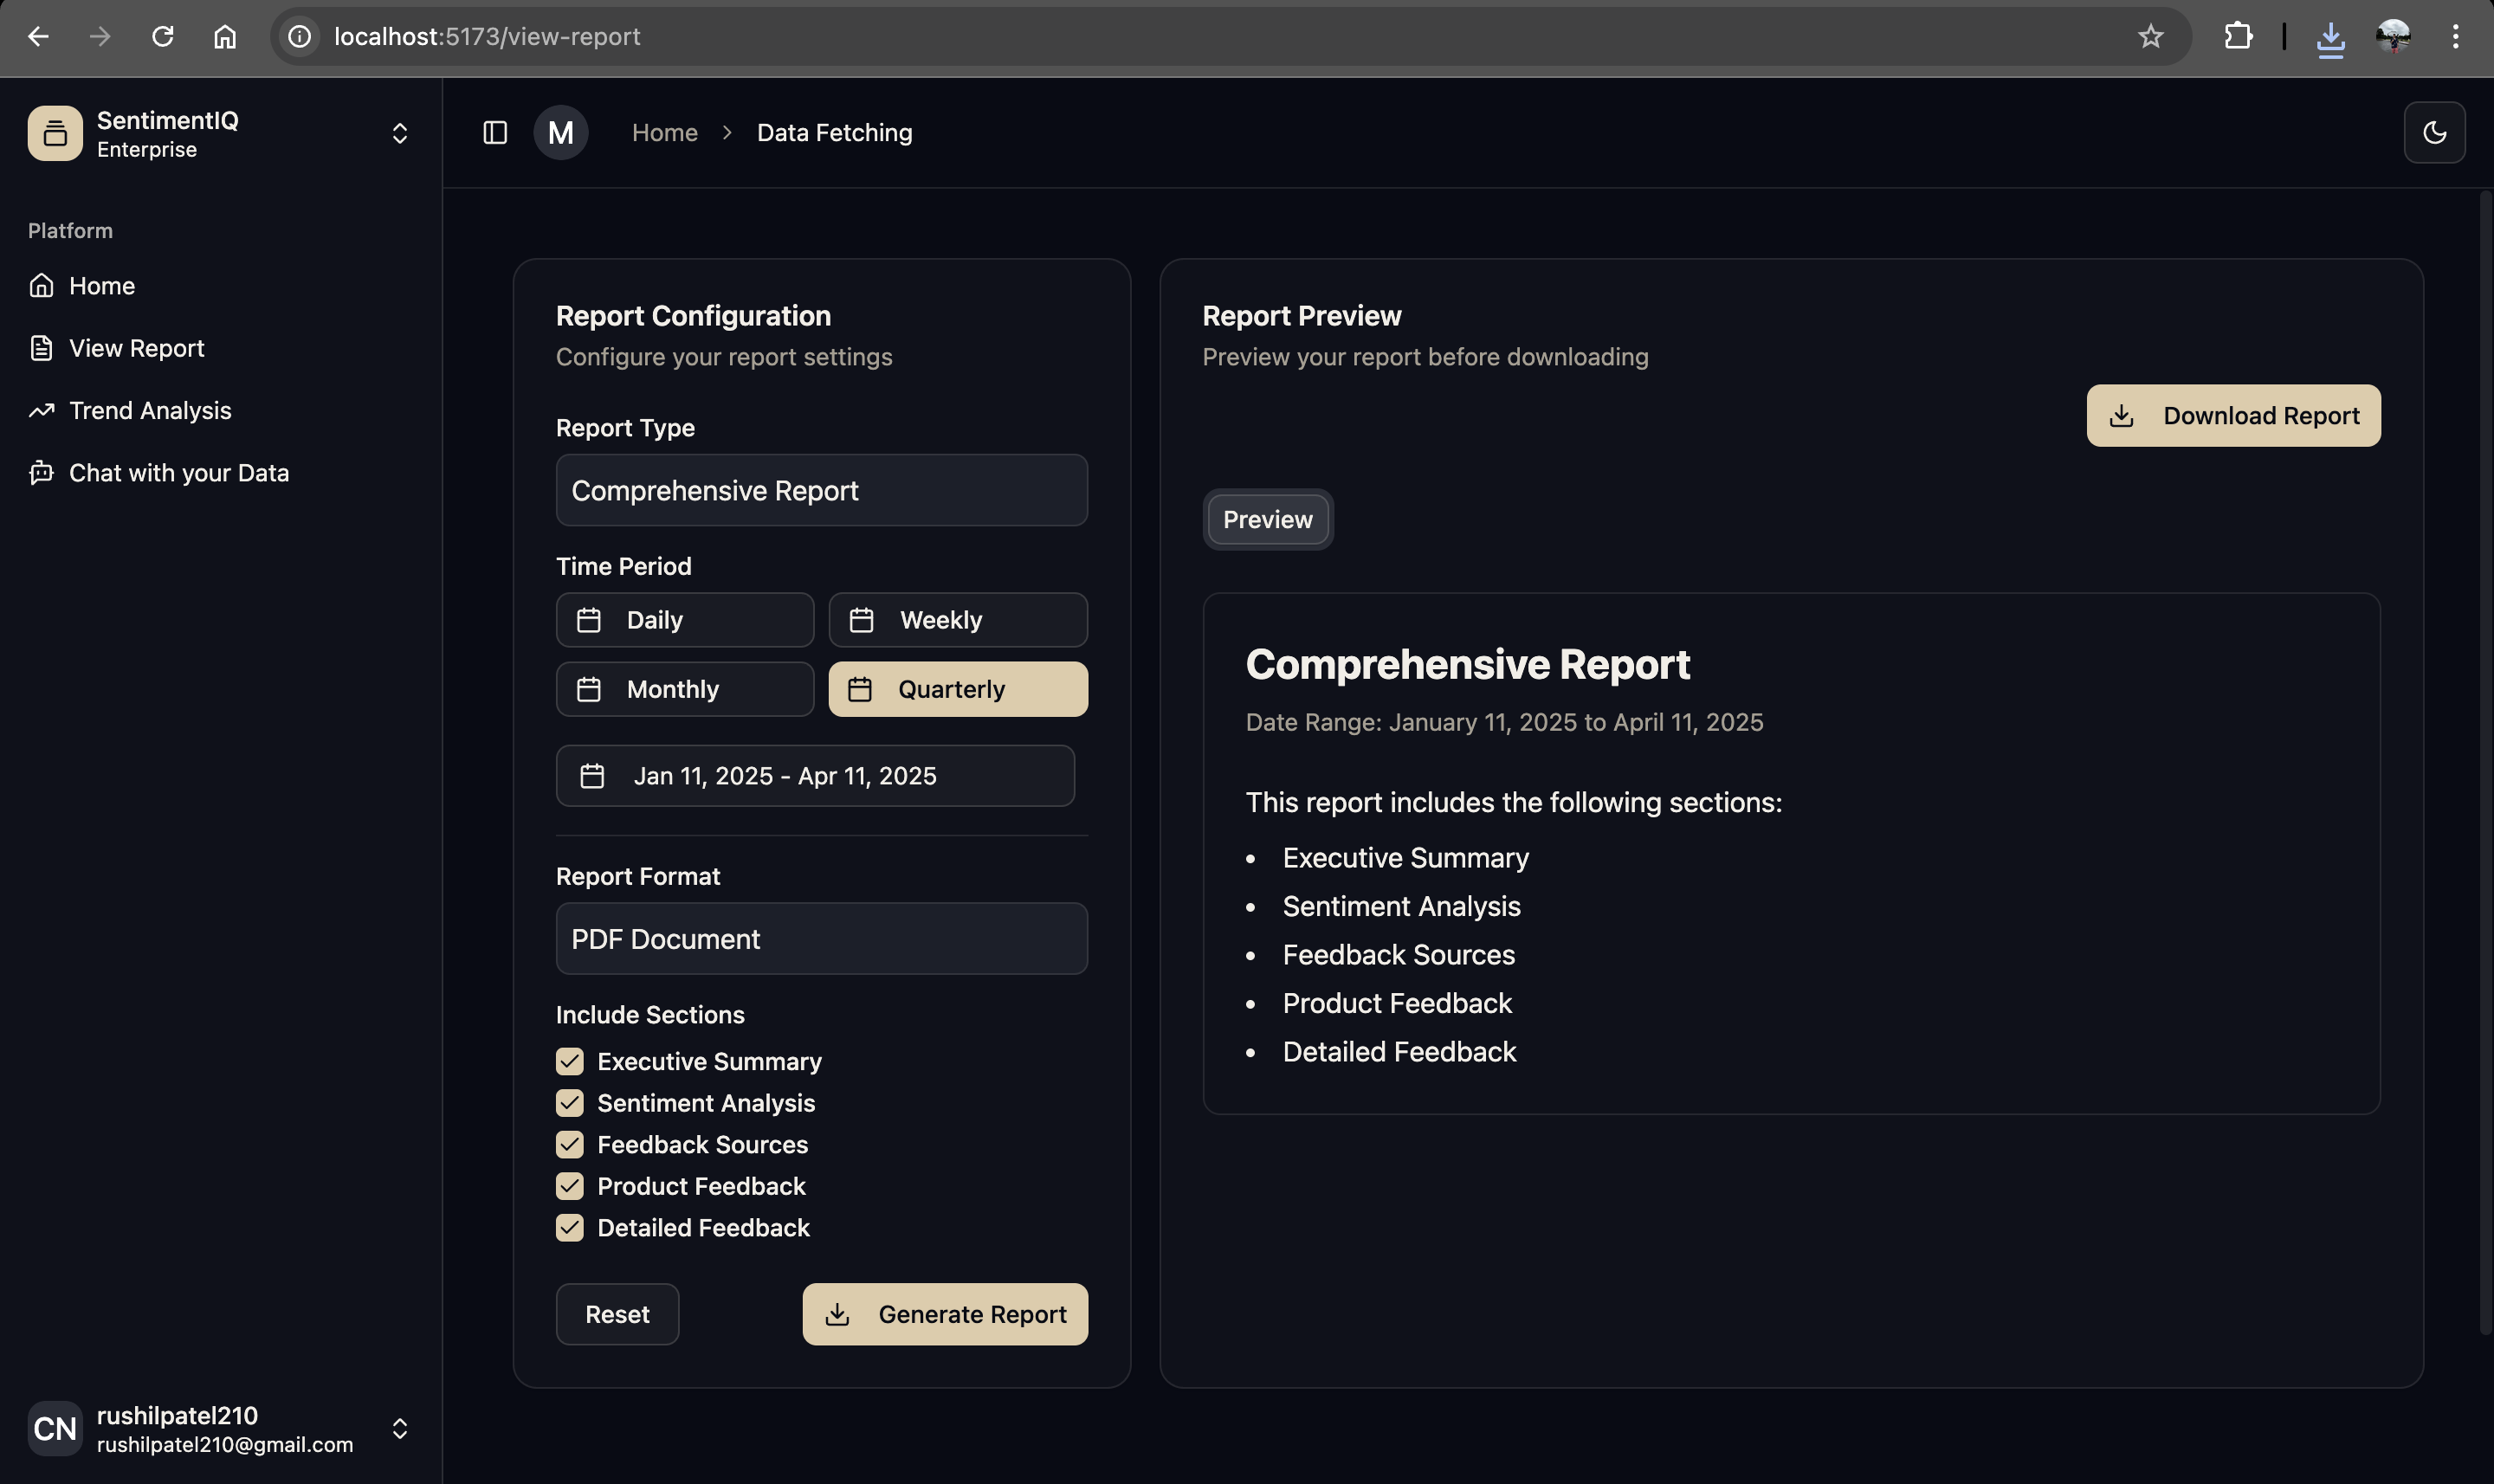 localhost:5173/view-report
SentimentIQ
Enterprise
Platform
Home
View Report
Trend Analysis
Chat with your Data
CN
rushilpatel210
rushilpatel210@gmail.com
M
Home
Data Fetching
Report Configuration
Configure your report settings
Report Type
Comprehensive Report
Time Period
Daily
Weekly
Monthly
Quarterly
Jan 11, 2025 - Apr 11, 2025
Report Format
PDF Document
Include Sections
Executive Summary
Sentiment Analysis
Feedback Sources
Product Feedback
Detailed Feedback
Reset
Generate Report
Report Preview
Preview your report before downloading
Download Report
Preview
Comprehensive Report
Date Range: January 11, 2025 to April 11, 2025
This report includes the following sections:
• Executive Summary
• Sentiment Analysis
• Feedback Sources
• Product Feedback
• Detailed Feedback